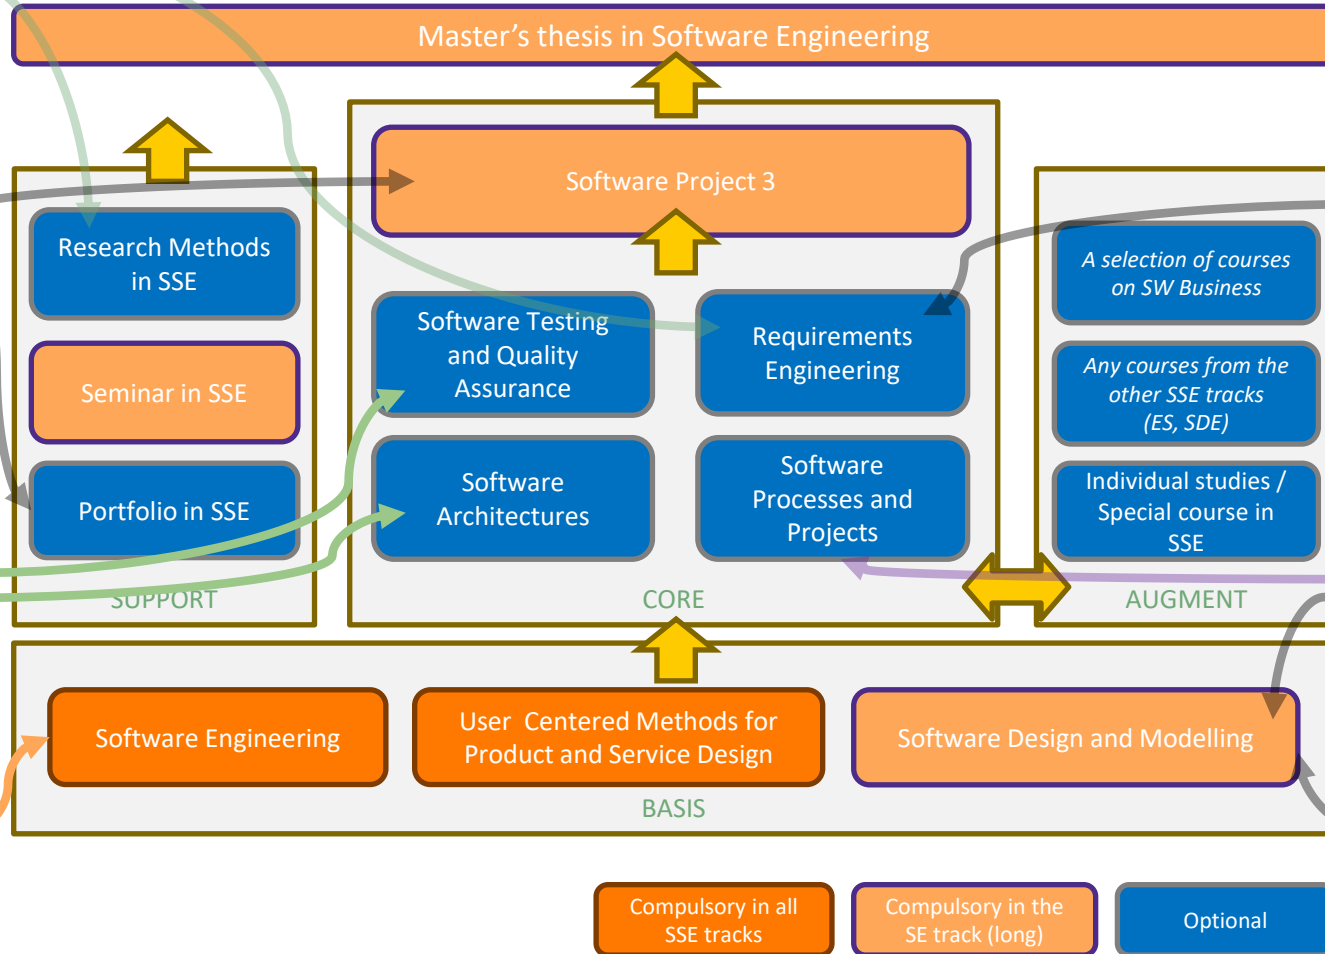 Master's thesis in Software Engineering
Software Project 3
Research Methods
in SSE
Seminar in SSE
Portfolio in SSE
SUPPORT
Software Testing
and Quality
Assurance
Requirements
Engineering
Software
Architectures
Software
Processes and
Projects
CORE
A selection of courses
on SW Business
Any courses from the
other SSE tracks
(ES, SDE)
Individual studies /
Special course in
SSE
AUGMENT
Software Engineering
User Centered Methods for
Product and Service Design
Software Design and Modelling
BASIS
Compulsory in all
SSE tracks
Compulsory in the
SE track (long)
Optional